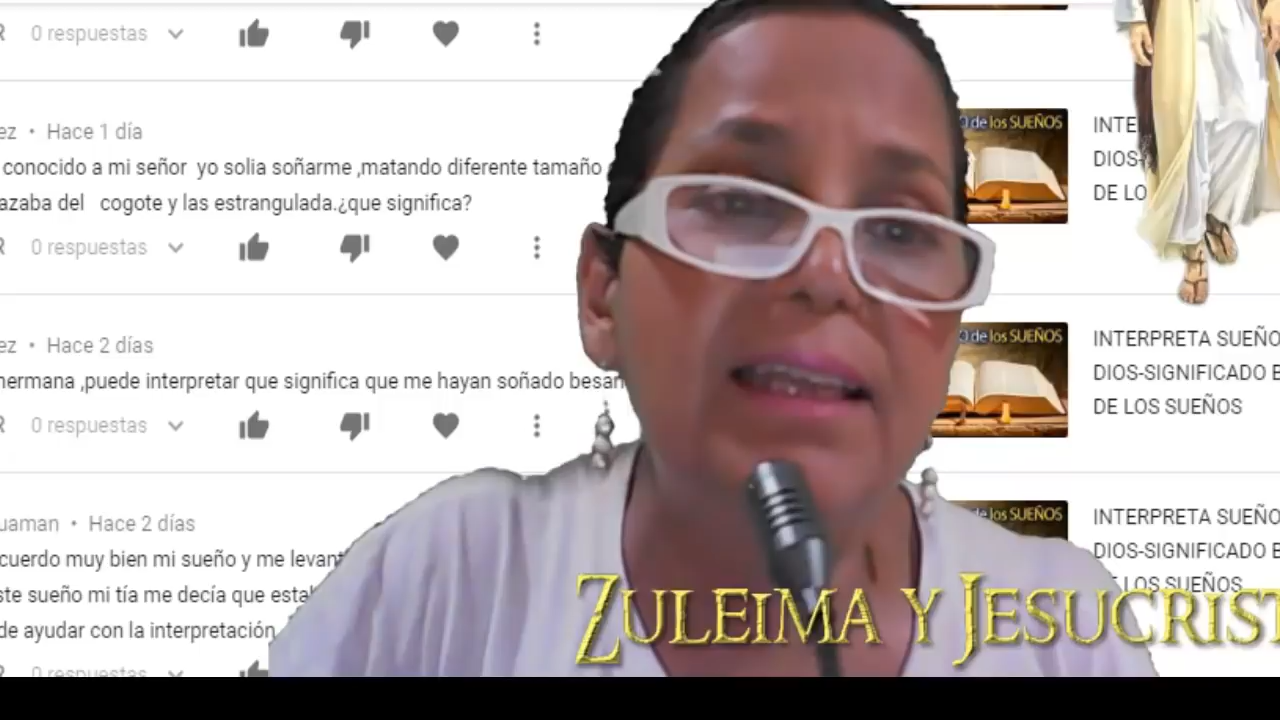 0 respuestas
ez • Hace 1 día
conocido a mi señor yo solia soñarme ,matando diferente tamaño
azaba del cogote y las estrangulada.¿que significa?
0 respuestas
ez • Hace 2 días
hermana ,puede interpretar que significa que me hayan soñado besan
0 respuestas
uaman • Hace 2 días
cuerdo muy bien mi sueño y me levant
ste sueño mi tía me decía que esta
de ayudar con la interpretación
0 respuestas
de los SUEÑOS
INTE
DIOS-
DE LO
de los SUEÑOS
INTERPRETA SUEÑO
DIOS-SIGNIFICADO B
DE LOS SUEÑOS
de los SUEÑOS
INTERPRETA SUEÑO
DIOS-SIGNIFICADO B
LOS SUEÑOS
ZULEIMA Y JESUCRIST